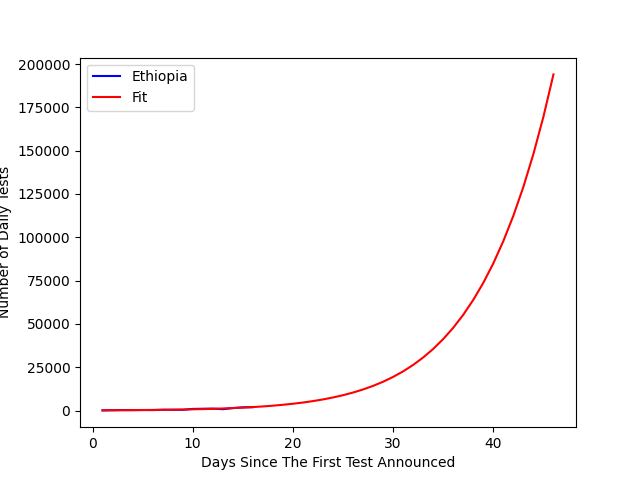 200000
175000
150000
125000
100000
75000
50000
25000
0
Number of Daily Tests
Ethiopia
Fit
0 10 20 30 40
Days Since The First Test Announced